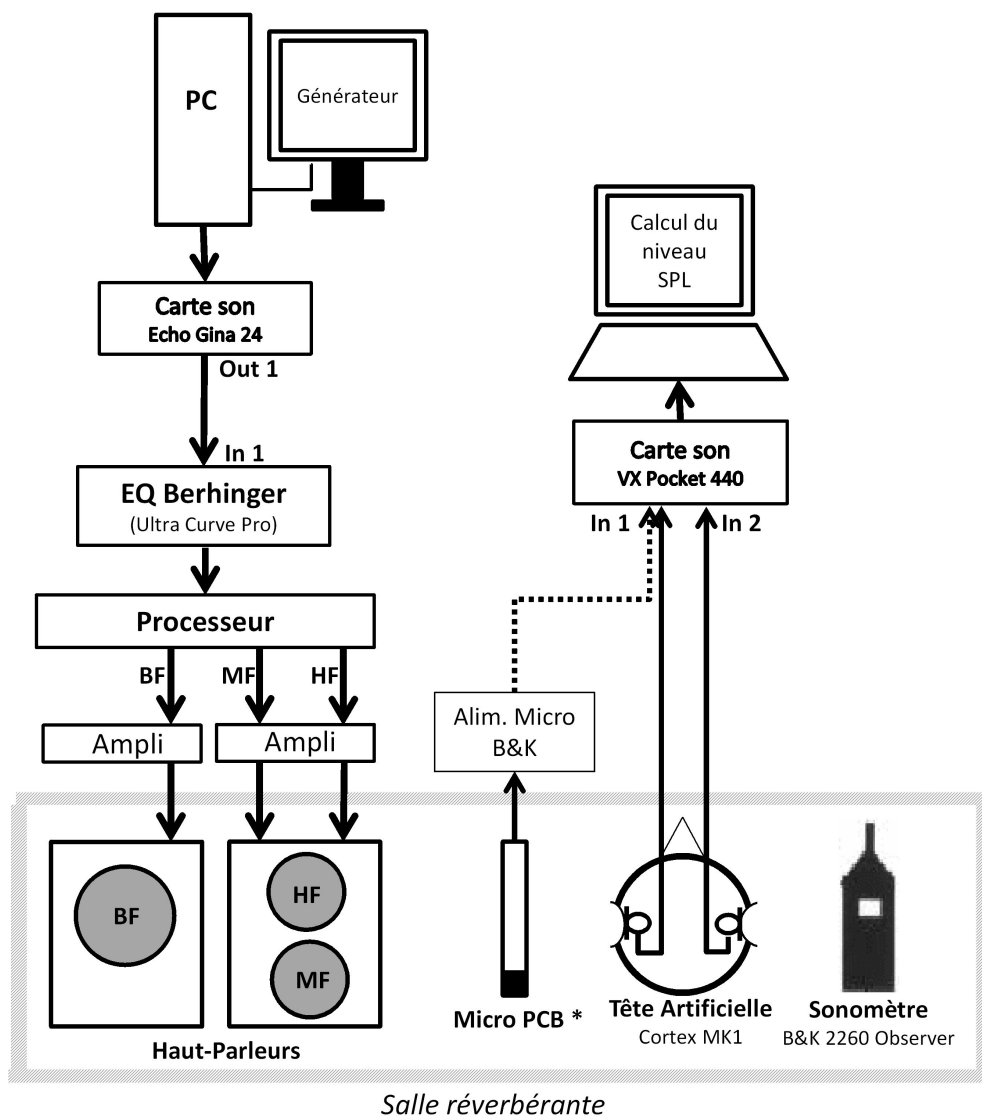 PC
Générateur
Carte son
Echo Gina 24
Out 1
In 1
EQ Berhinger
(Ultra Curve Pro)
Processeur
BF
MF
HF
Ampli
Ampli
BF
HF
MF
Haut-Parleurs
Calcul du
niveau
SPL
Carte son
VX Pocket 440
In 1
In 2
Alim. Micro
B&K
Micro PCB *
Tête Artificielle
Cortex MK1
Sonomètre
B&K 2260 Observer
Salle réverbérante